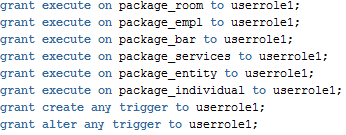 grant execute on package_room to userrole1;
grant execute on package_empl to userrole1;
grant execute on package_bar to userrole1;
grant execute on package_services to userrole1;
grant execute on package_entity to userrole1;
grant execute on package_individual to userrole1;
grant create any trigger to userrole1;
grant alter any trigger to userrole1;